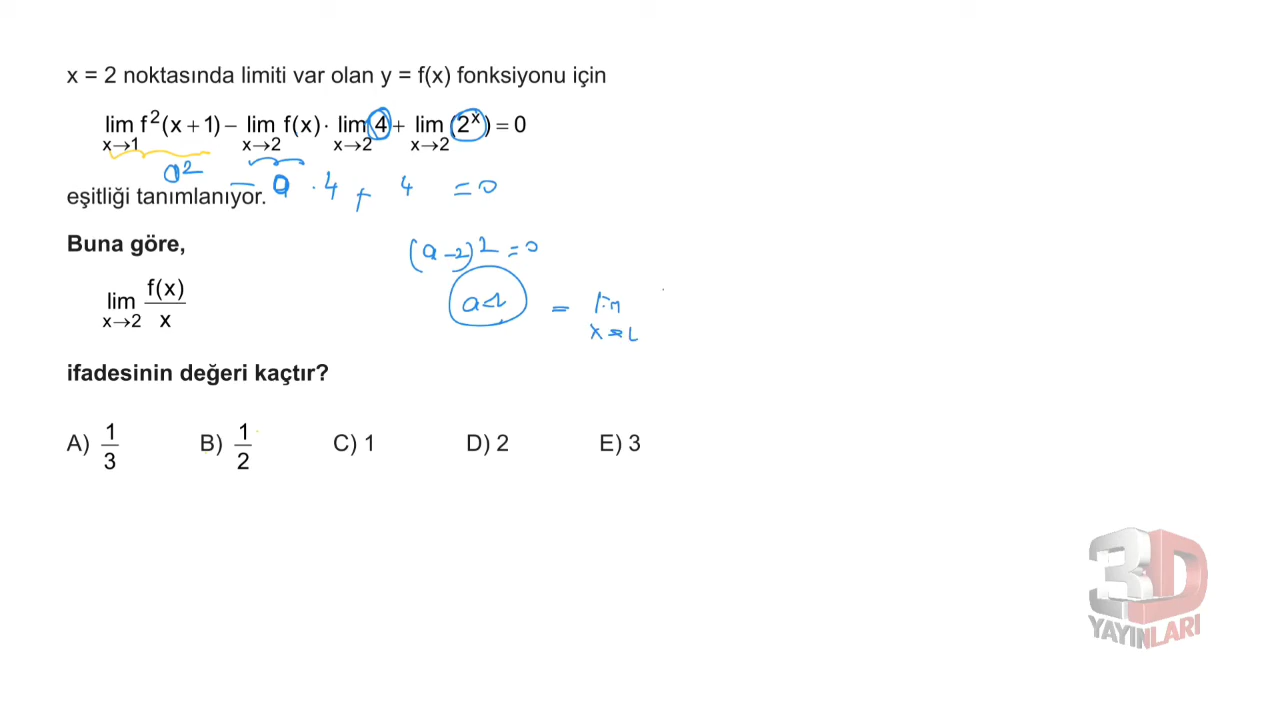 x = 2 noktasında limiti var olan y = f(x) fonksiyonu için
lim f²(x + 1) − lim f(x) · lim 4 + lim (2ˣ) = 0
x→1 x→2 x→2 x→2
a² − a · 4 + 4 = 0
eşitliği tanımlanıyor.
Buna göre, (a − 2)² = 0
lim f(x)/x
x→2
= lim
ifadesinin değeri kaçtır?
A) 1/3 B) 1/2 C) 1 D) 2 E) 3
3D
YAYINLARI